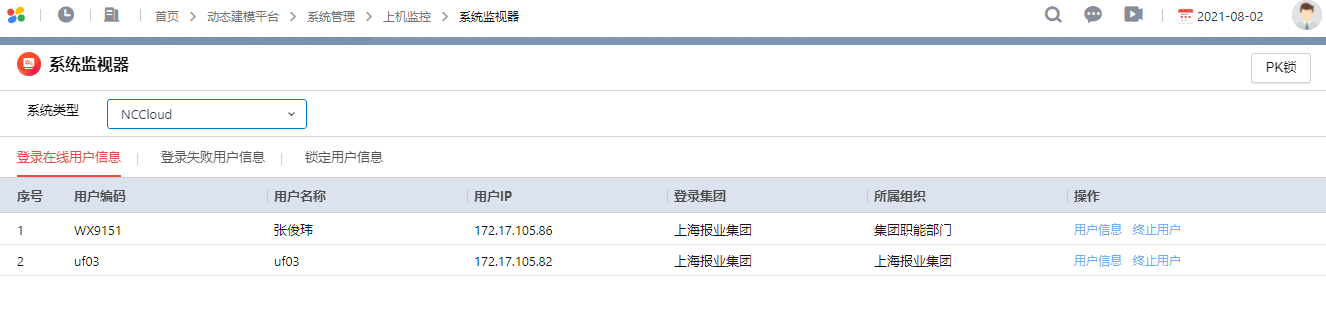 首页 动态建模平台 系统管理 上机监控 系统监视器 2021-08-02
系统监视器 PK锁
系统类型 NCCloud
登录在线用户信息 登录失败用户信息 锁定用户信息
序号 用户编码 用户名称 用户IP 登录集团 所属组织 操作
1 WX9151 张俊玮 172.17.105.86 上海报业集团 集团职能部门 用户信息 终止用户
2 uf03 uf03 172.17.105.82 上海报业集团 上海报业集团 用户信息 终止用户